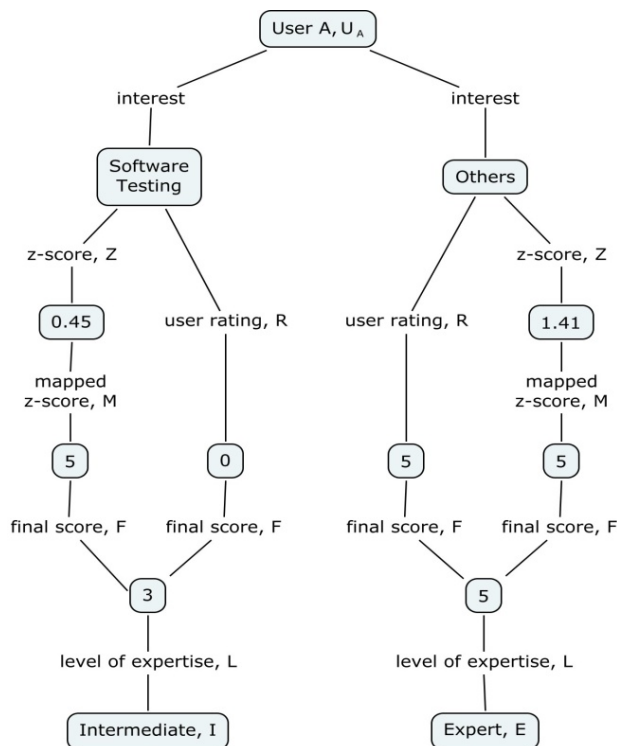 User A, U_A
interest
interest
Software
Testing
Others
z-score, Z
z-score, Z
0.45
user rating, R
user rating, R
1.41
mapped
z-score, M
mapped
z-score, M
5
0
5
5
final score, F
final score, F
final score, F
final score, F
3
5
level of expertise, L
level of expertise, L
Intermediate, I
Expert, E